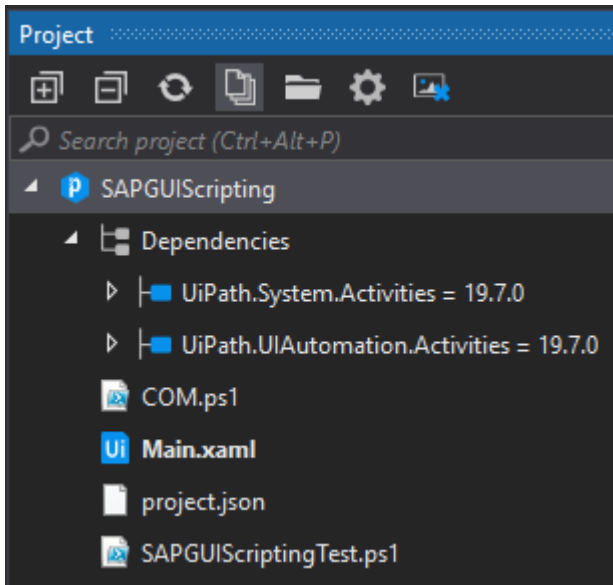 Project
Search project (Ctrl+Alt+P)
SAPGUIScripting
Dependencies
UiPath.System.Activities = 19.7.0
UiPath.UIAutomation.Activities = 19.7.0
COM.ps1
Ui Main.xaml
project.json
SAPGUIScriptingTest.ps1